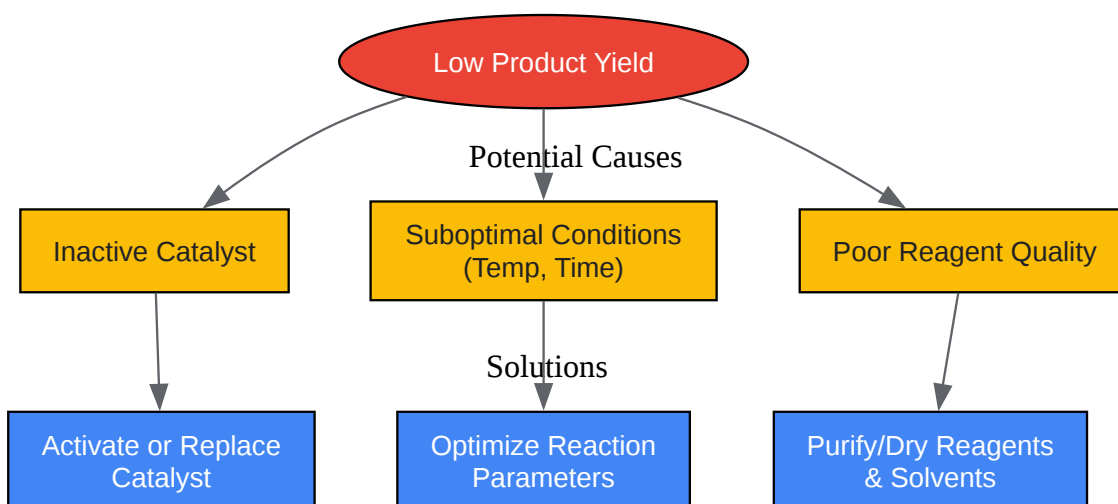 Low Product Yield
Potential Causes
Inactive Catalyst
Suboptimal Conditions
(Temp, Time)
Poor Reagent Quality
Solutions
Activate or Replace
Catalyst
Optimize Reaction
Parameters
Purify/Dry Reagents
& Solvents